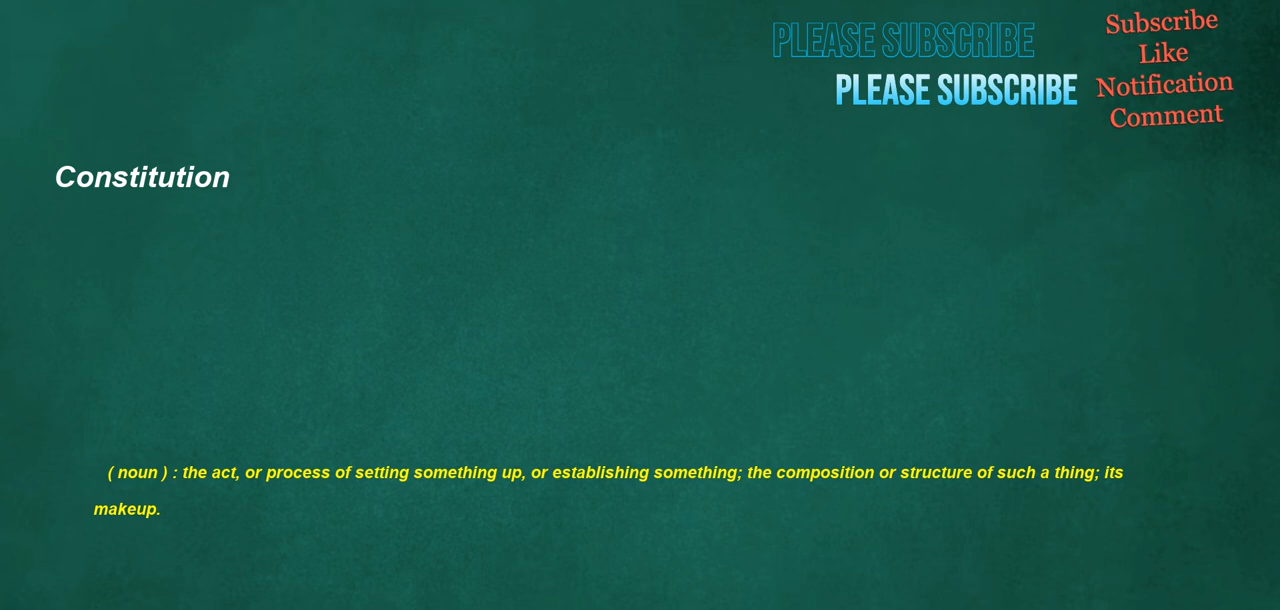 PLEASE SUBSCRIBE
PLEASE SUBSCRIBE
Subscribe
Like
Notification
Comment
Constitution
( noun ) : the act, or process of setting something up, or establishing something; the composition or structure of such a thing; its
makeup.